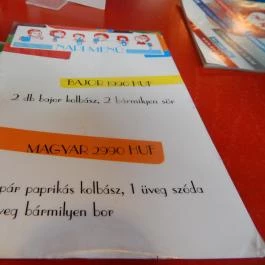 NAPI MENÜ
BAJOR 1990 HUF
2 db bajor kolbász, 2 bármilyen sör
MAGYAR 2990 HUF
pár paprikás kolbász, 1 üveg szóda
veg bármilyen bor